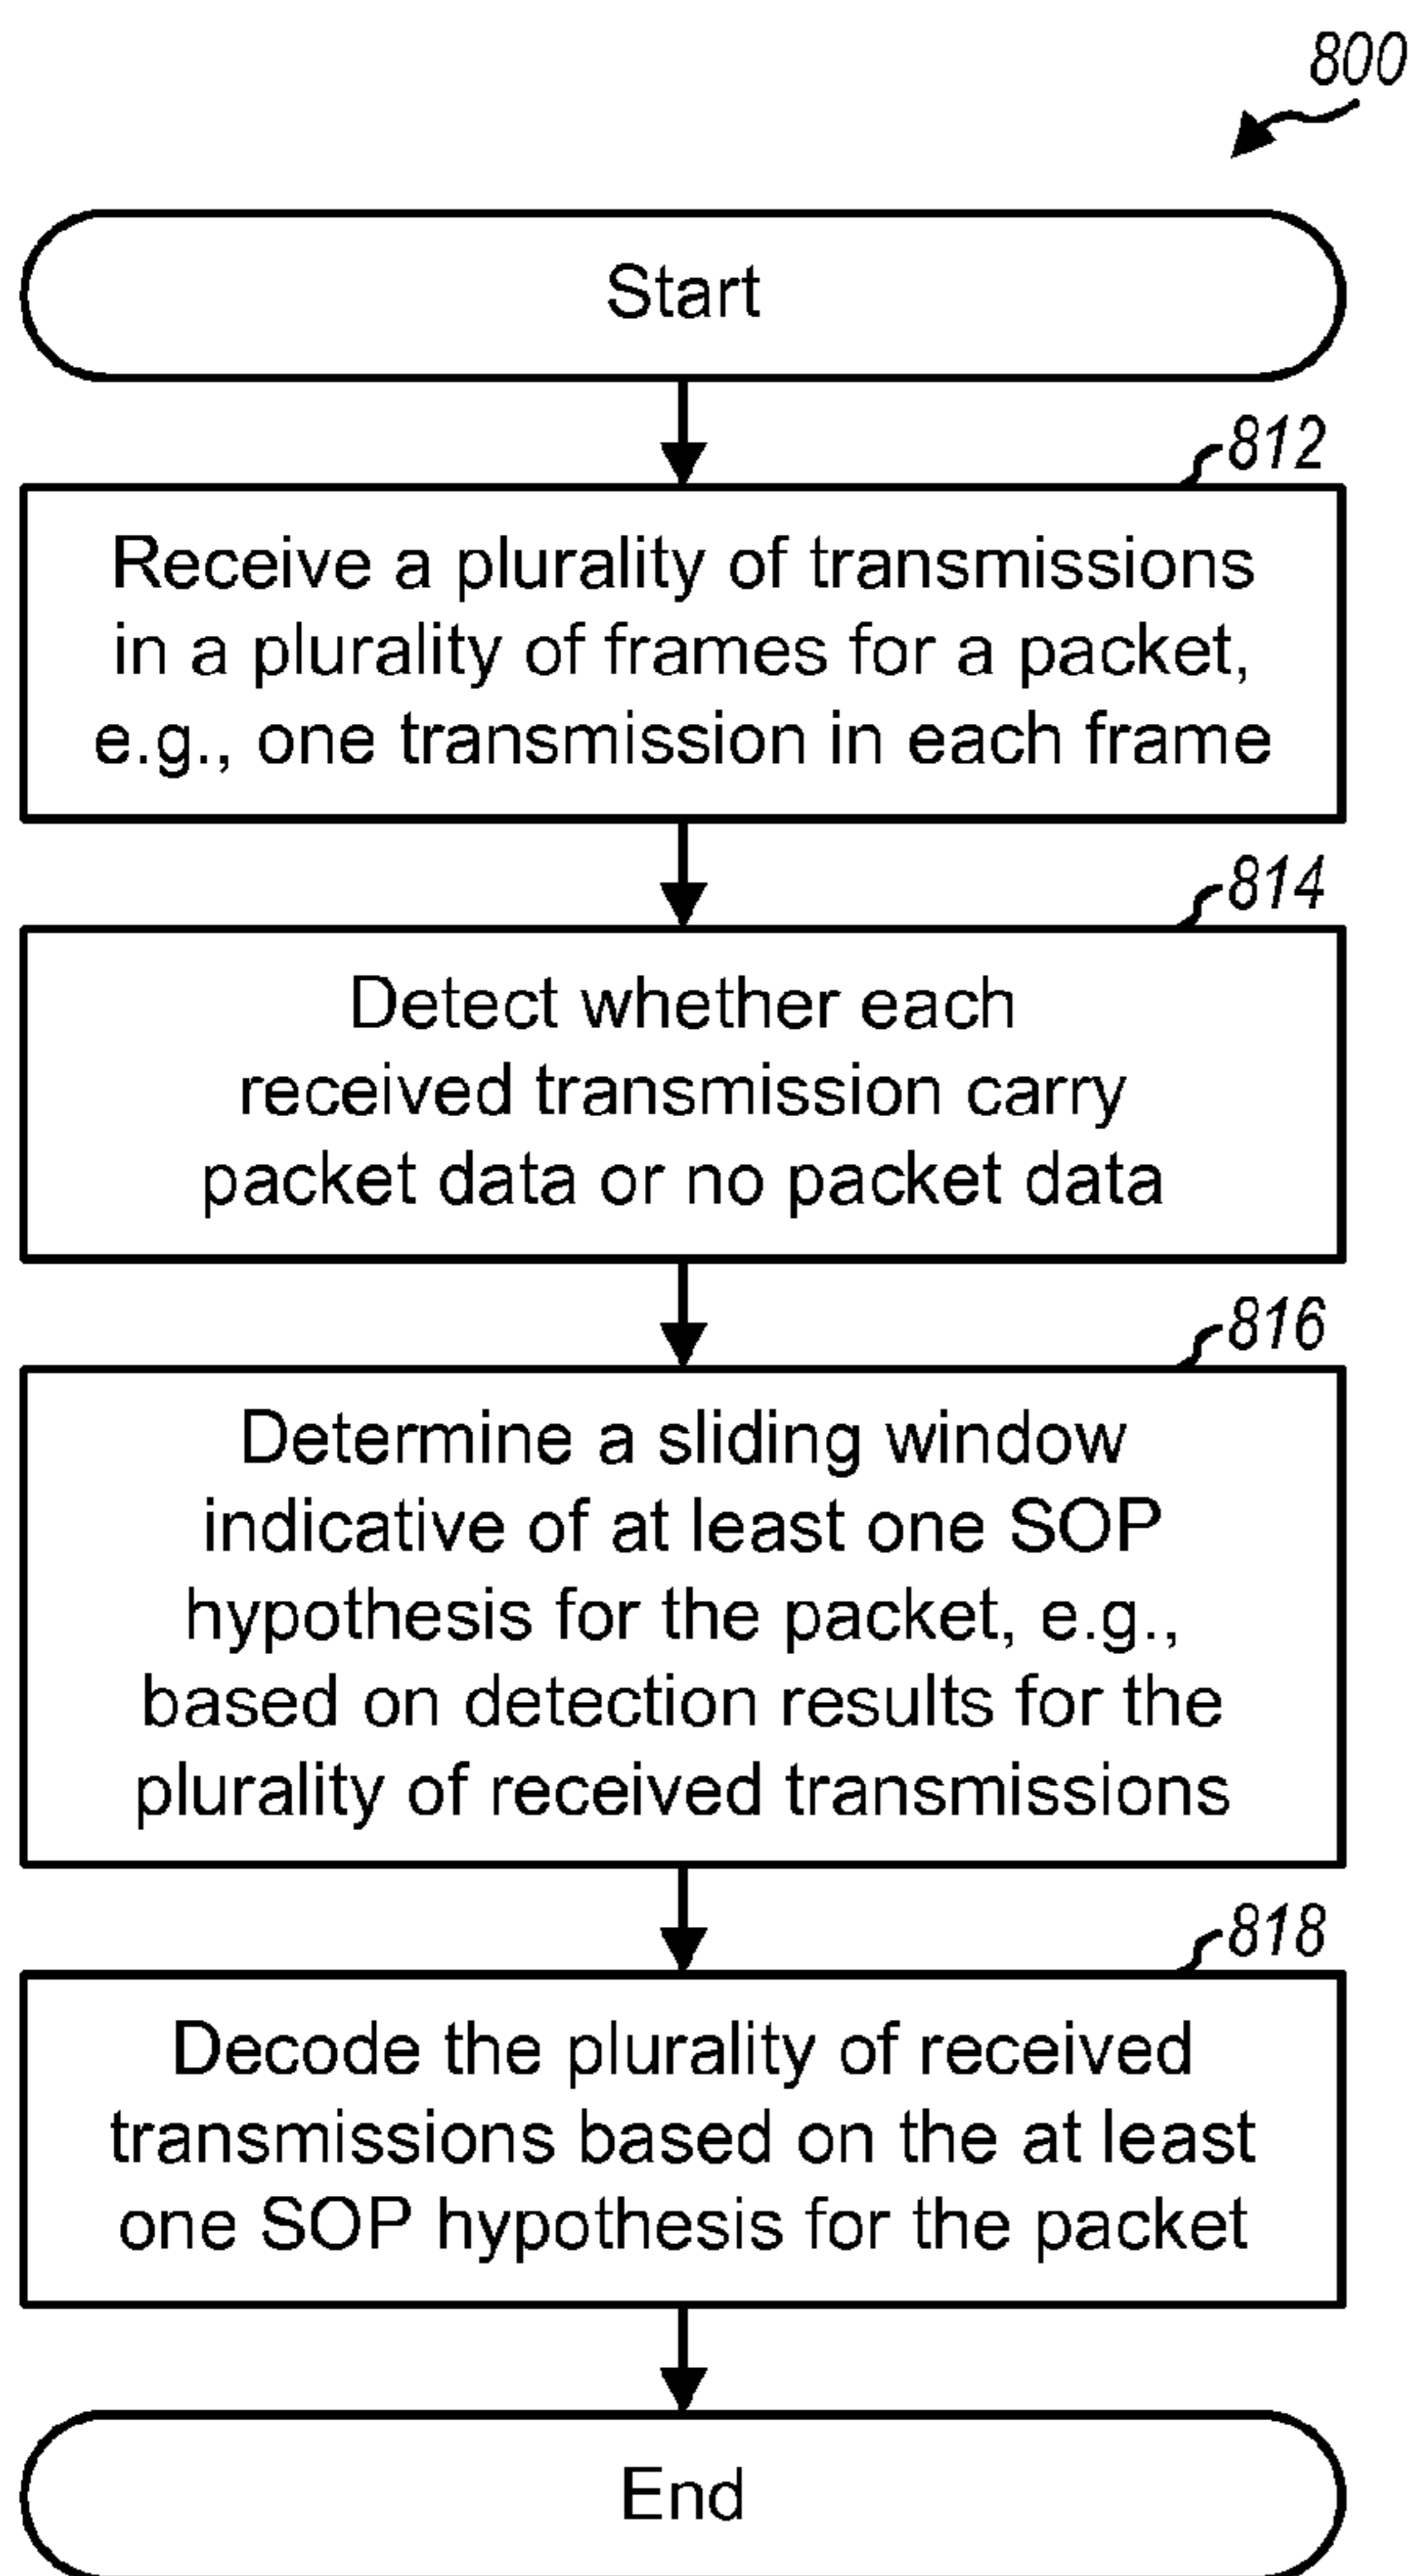 800
Start
812
Receive a plurality of transmissions
in a plurality of frames for a packet,
e.g., one transmission in each frame
814
Detect whether each
received transmission carry
packet data or no packet data
816
Determine a sliding window
indicative of at least one SOP
hypothesis for the packet, e.g.,
based on detection results for the
plurality of received transmissions
818
Decode the plurality of received
transmissions based on the at least
one SOP hypothesis for the packet
End